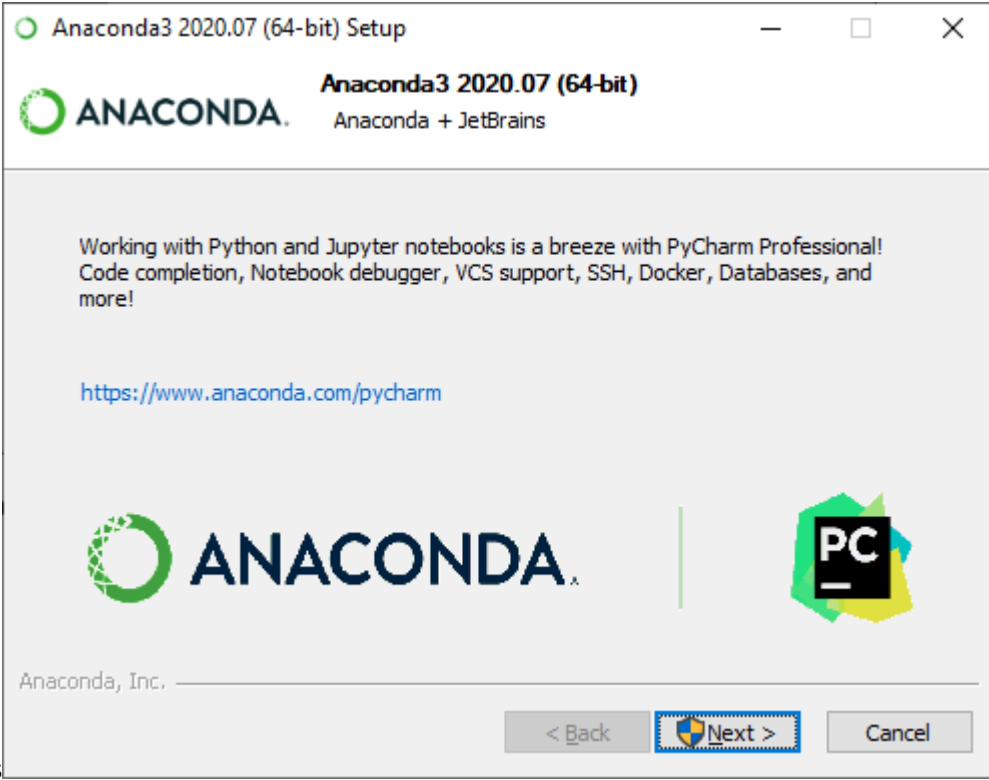 Anaconda3 2020.07 (64-bit) Setup
ANACONDA.
Anaconda3 2020.07 (64-bit)
Anaconda + JetBrains
Working with Python and Jupyter notebooks is a breeze with PyCharm Professional!
Code completion, Notebook debugger, VCS support, SSH, Docker, Databases, and
more!
https://www.anaconda.com/pycharm
ANACONDA.
PC
Anaconda, Inc.
< Back
Next >
Cancel